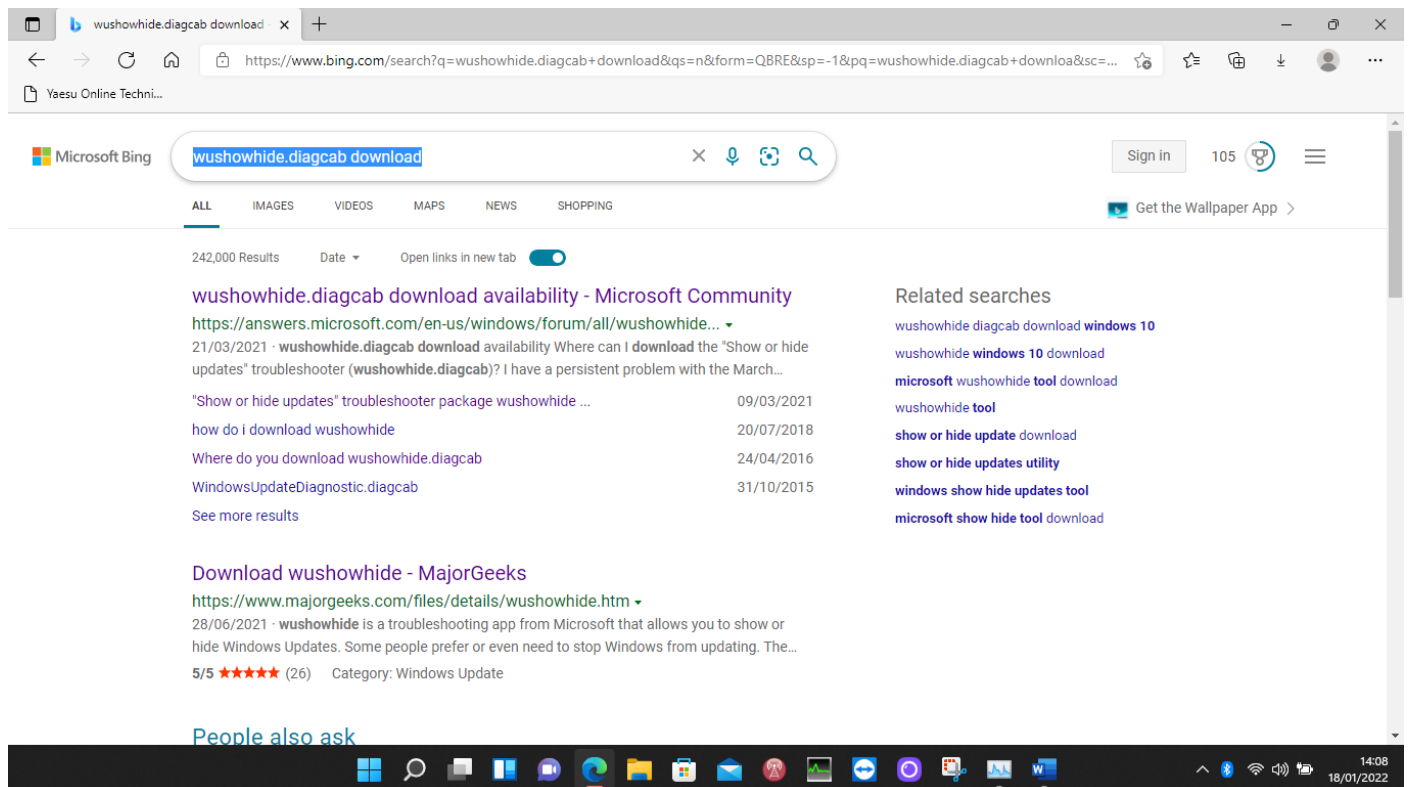 wushowhide.diagcab download
https://www.bing.com/search?q=wushowhide.diagcab+download&qs=n&form=QBRE&sp=-1&pq=wushowhide.diagcab+downloa&sc=...
Yaesu Online Techni...
Microsoft Bing
wushowhide.diagcab download
Sign in
105
ALL IMAGES VIDEOS MAPS NEWS SHOPPING
Get the Wallpaper App
242,000 Results Date Open links in new tab
wushowhide.diagcab download availability - Microsoft Community
https://answers.microsoft.com/en-us/windows/forum/all/wushowhide...
21/03/2021 · wushowhide.diagcab download availability Where can I download the "Show or hide
updates" troubleshooter (wushowhide.diagcab)? I have a persistent problem with the March...
"Show or hide updates" troubleshooter package wushowhide ... 09/03/2021
how do i download wushowhide 20/07/2018
Where do you download wushowhide.diagcab 24/04/2016
WindowsUpdateDiagnostic.diagcab 31/10/2015
See more results
Download wushowhide - MajorGeeks
https://www.majorgeeks.com/files/details/wushowhide.htm
28/06/2021 · wushowhide is a troubleshooting app from Microsoft that allows you to show or
hide Windows Updates. Some people prefer or even need to stop Windows from updating. The...
5/5 ★★★★★ (26) Category: Windows Update
People also ask
Related searches
wushowhide diagcab download windows 10
wushowhide windows 10 download
microsoft wushowhide tool download
wushowhide tool
show or hide update download
show or hide updates utility
windows show hide updates tool
microsoft show hide tool download
14:08
18/01/2022